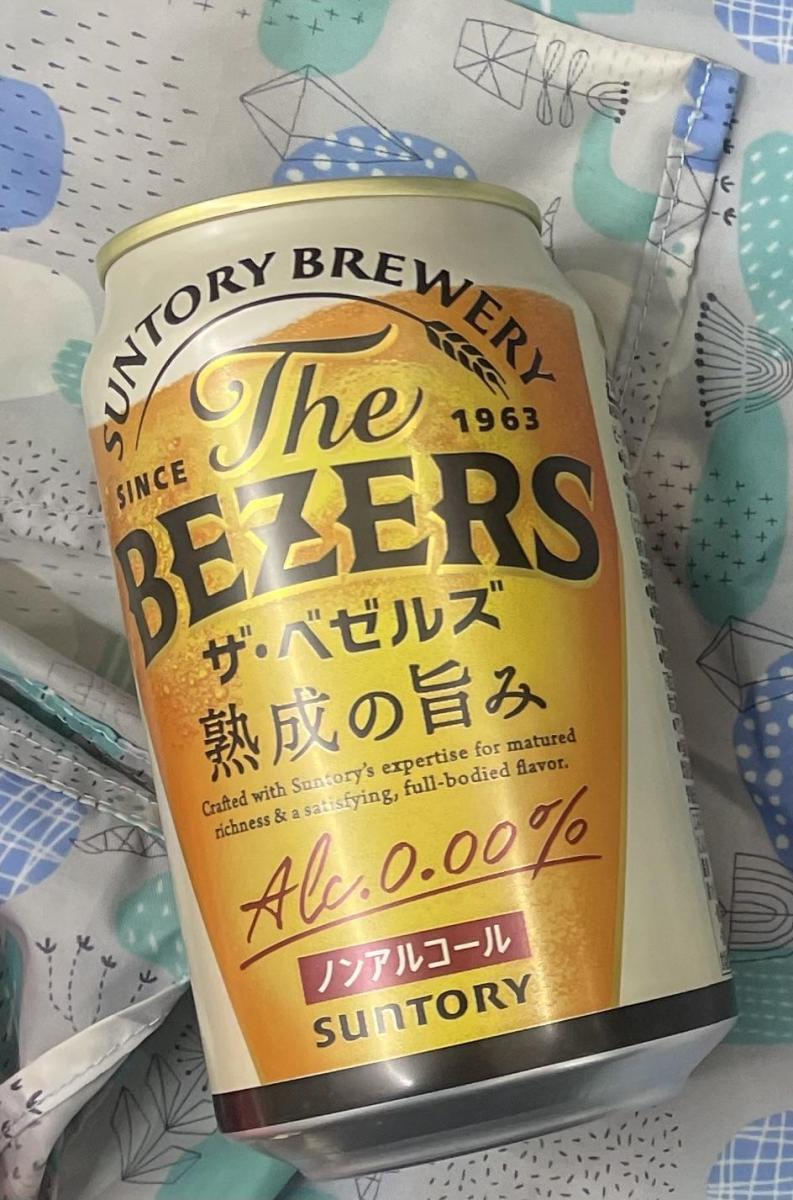 SUNTORY BREWERY
The
SINCE 1963
BEZERS
ザ・ベゼルズ
熟成の旨み
Crafted with Suntory's expertise for matured
richness & a satisfying, full-bodied flavor.
Alc.0.00%
ノンアルコール
SUNTORY